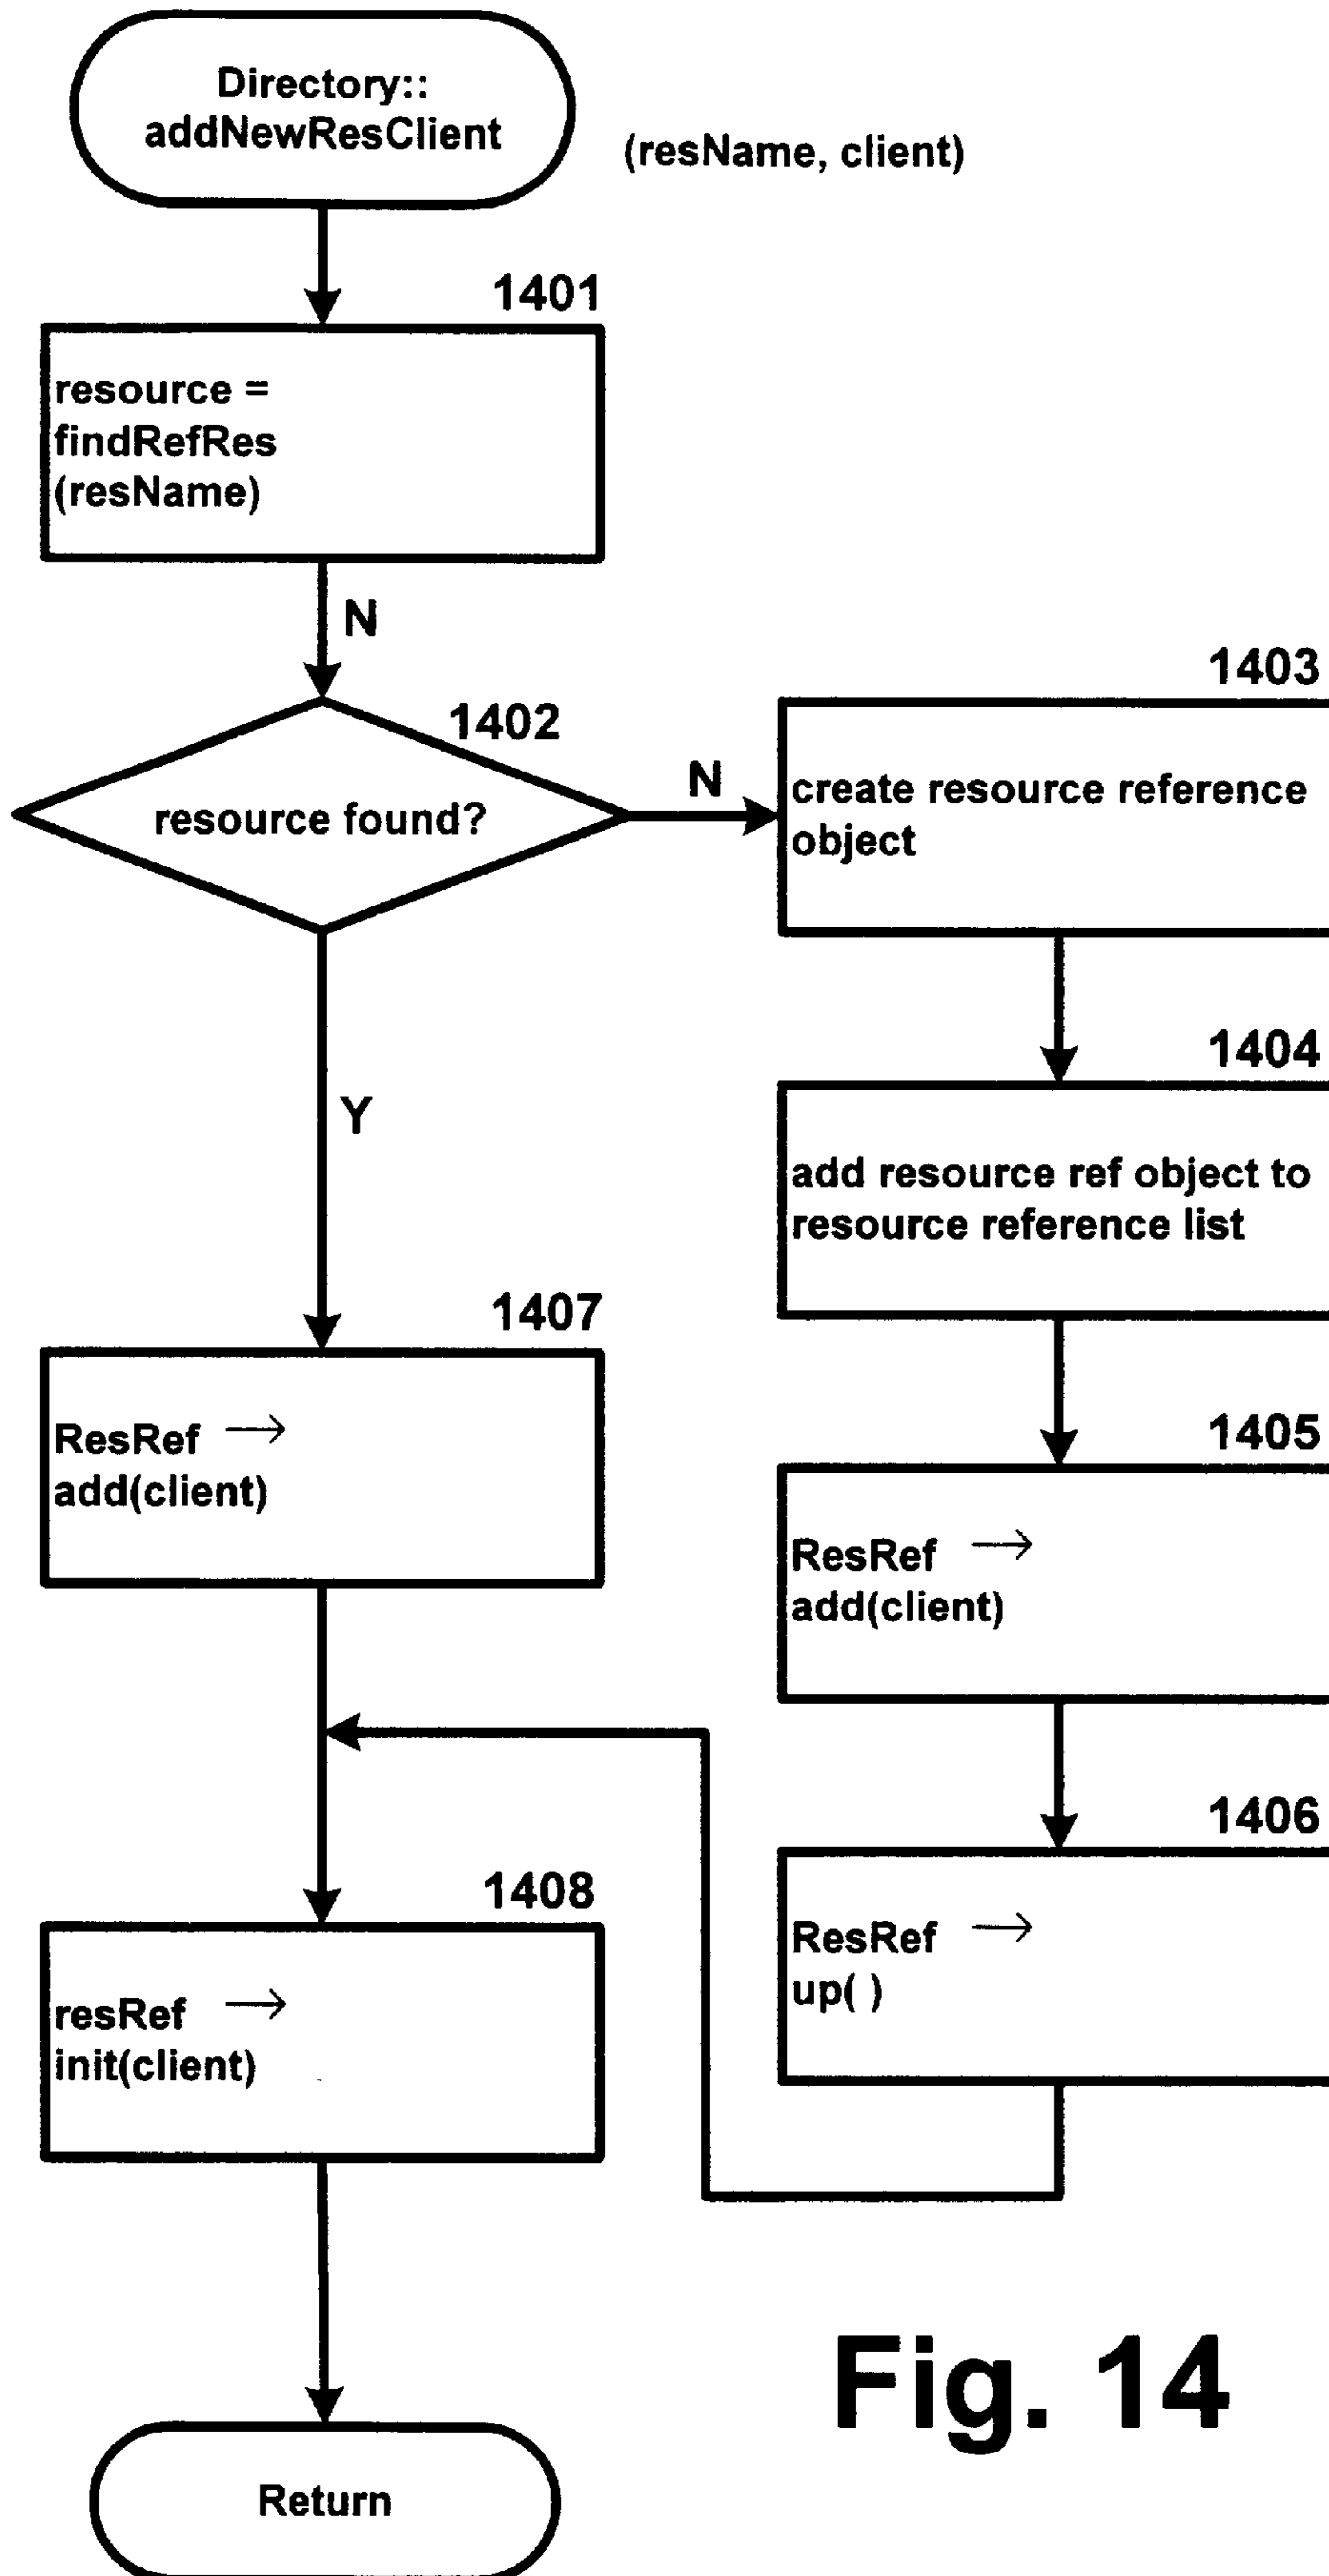 Directory::
addNewResClient
(resName, client)
1401
resource =
findRefRes
(resName)
N
1402
resource found?
N
Y
1403
create resource reference
object
1404
add resource ref object to
resource reference list
1405
ResRef →
add(client)
1406
ResRef →
up( )
1407
ResRef →
add(client)
1408
resRef →
init(client)
Return
Fig. 14